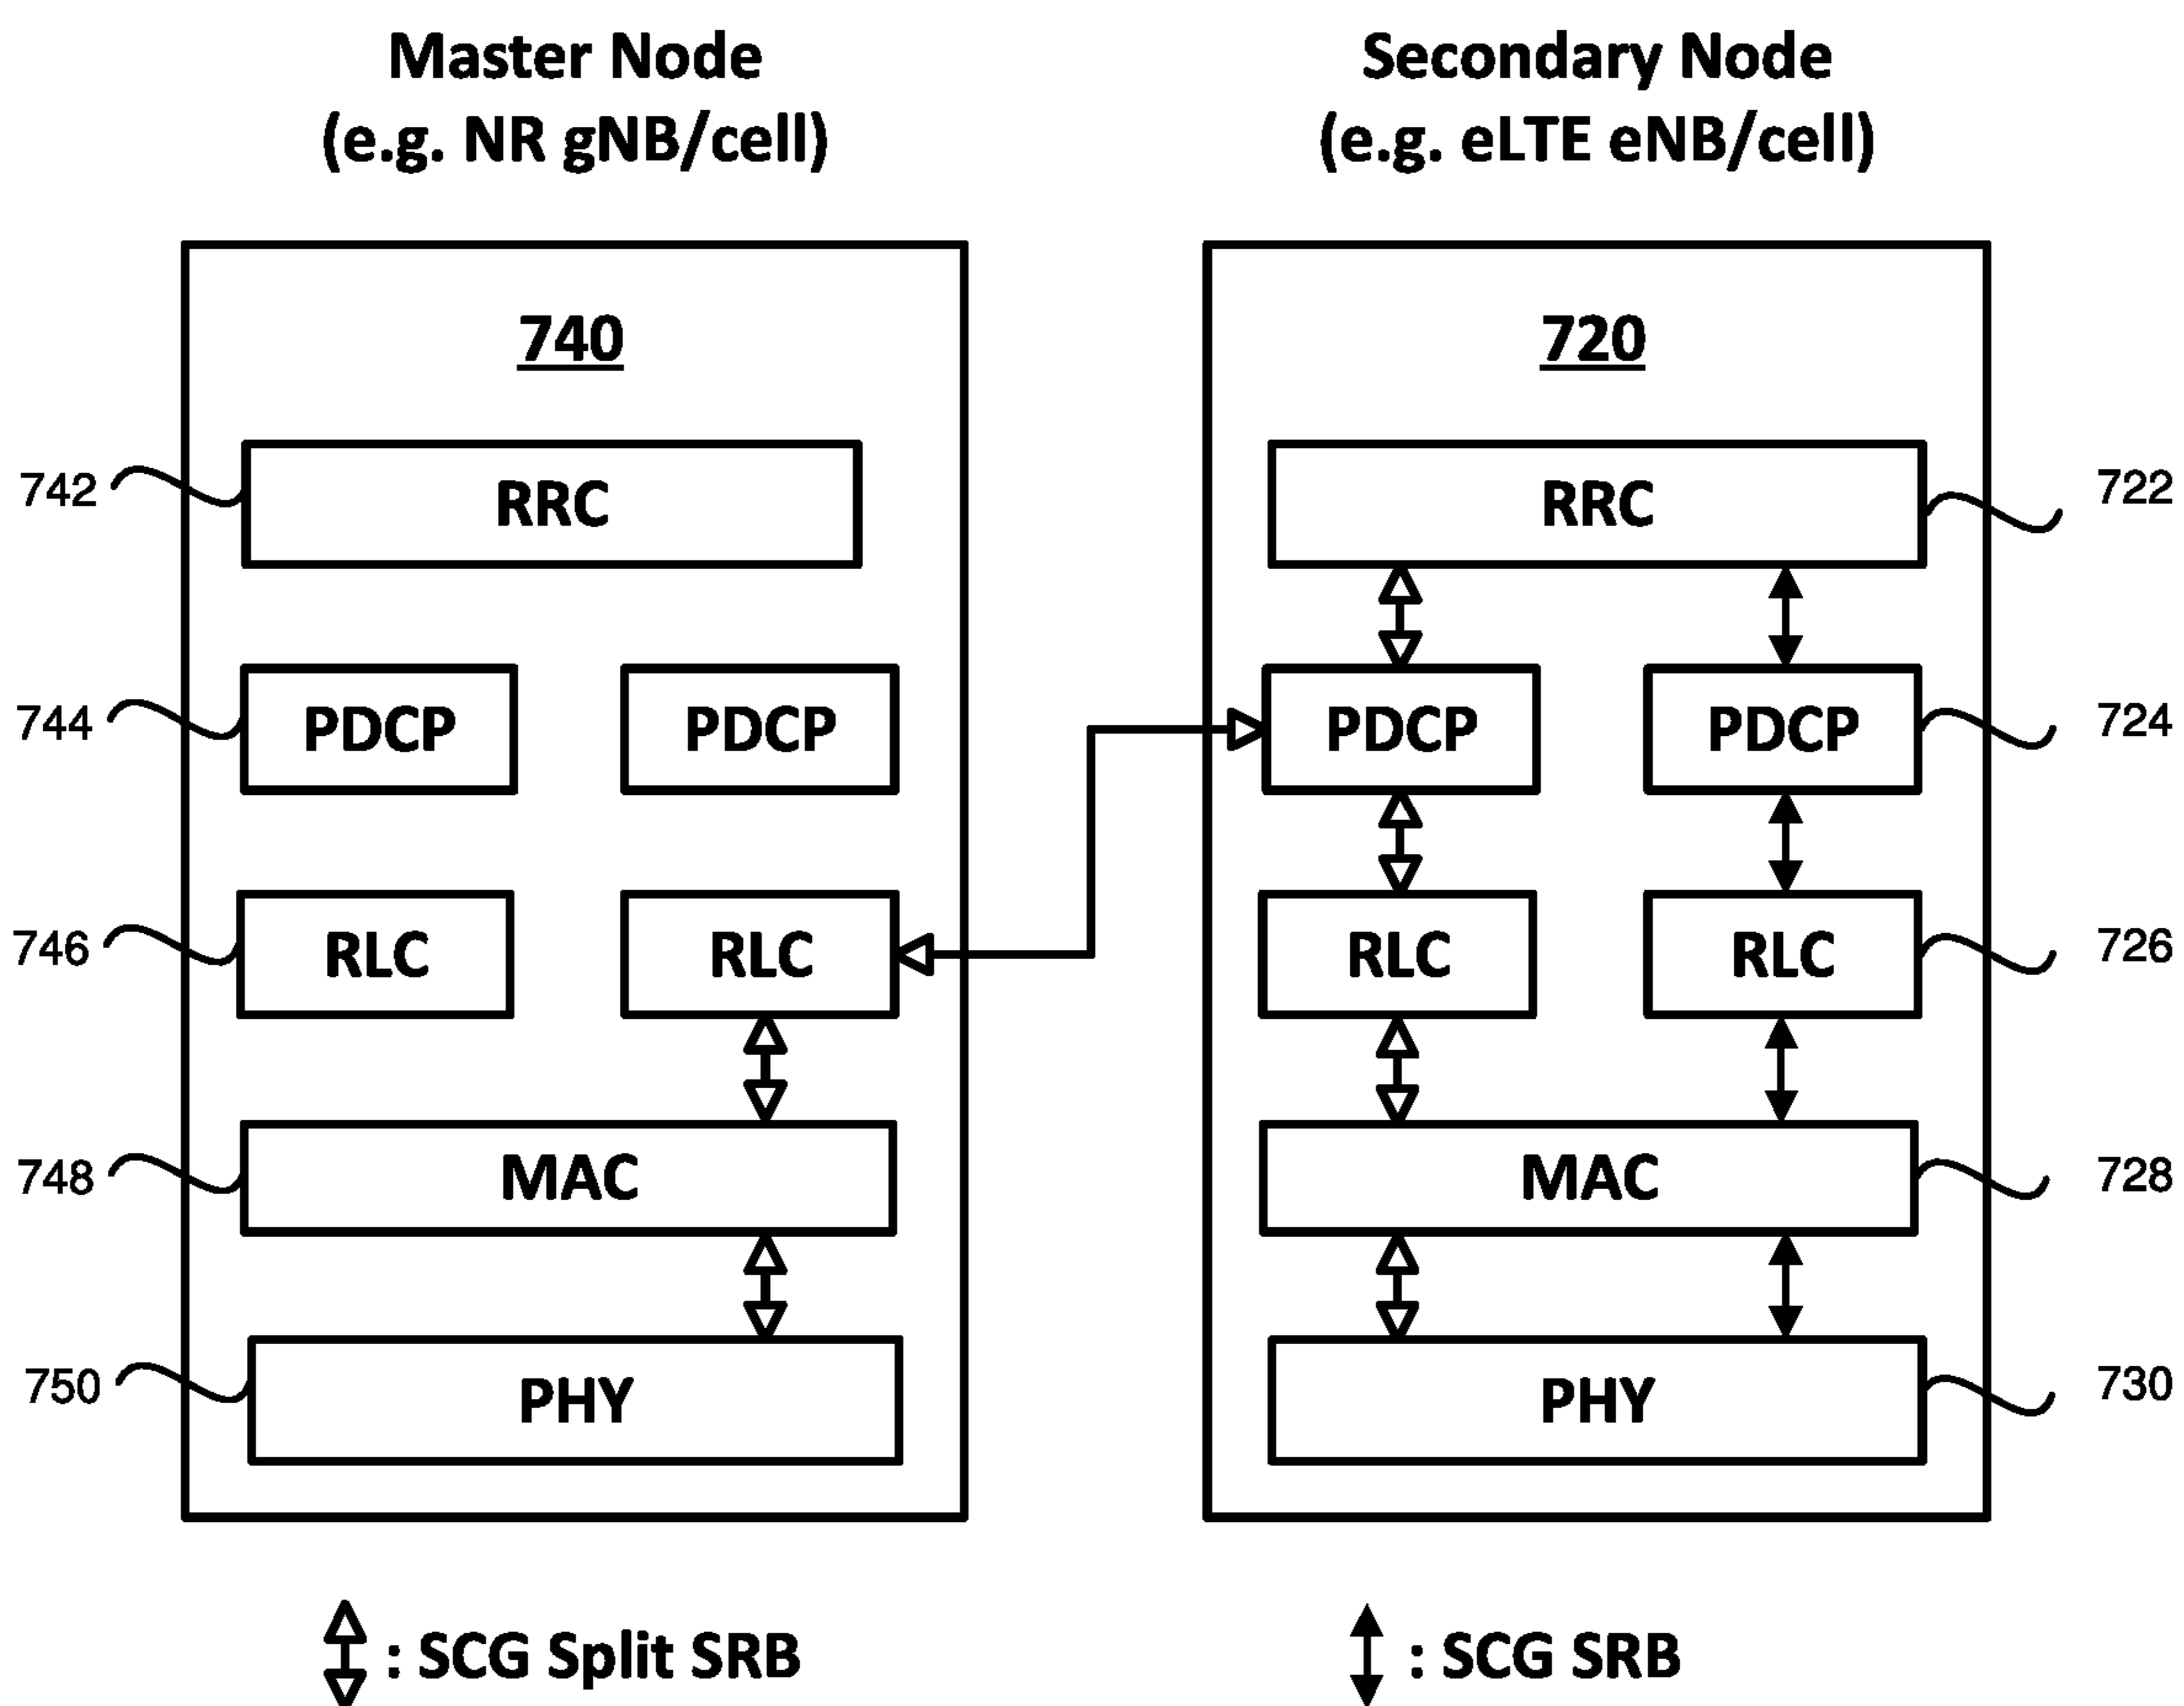 Master Node
(e.g. NR gNB/cell)
Secondary Node
(e.g. eLTE eNB/cell)
740
742
RRC
744
PDCP
PDCP
746
RLC
RLC
748
MAC
750
PHY
720
RRC
722
PDCP
PDCP
724
RLC
RLC
726
MAC
728
PHY
730
: SCG Split SRB
: SCG SRB